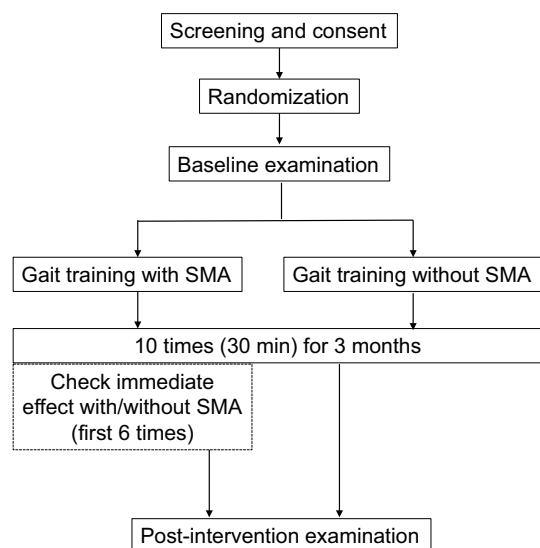 Screening and consent
Randomization
Baseline examination
Gait training with SMA
Gait training without SMA
10 times (30 min) for 3 months
Check immediate
effect with/without SMA
(first 6 times)
Post-intervention examination